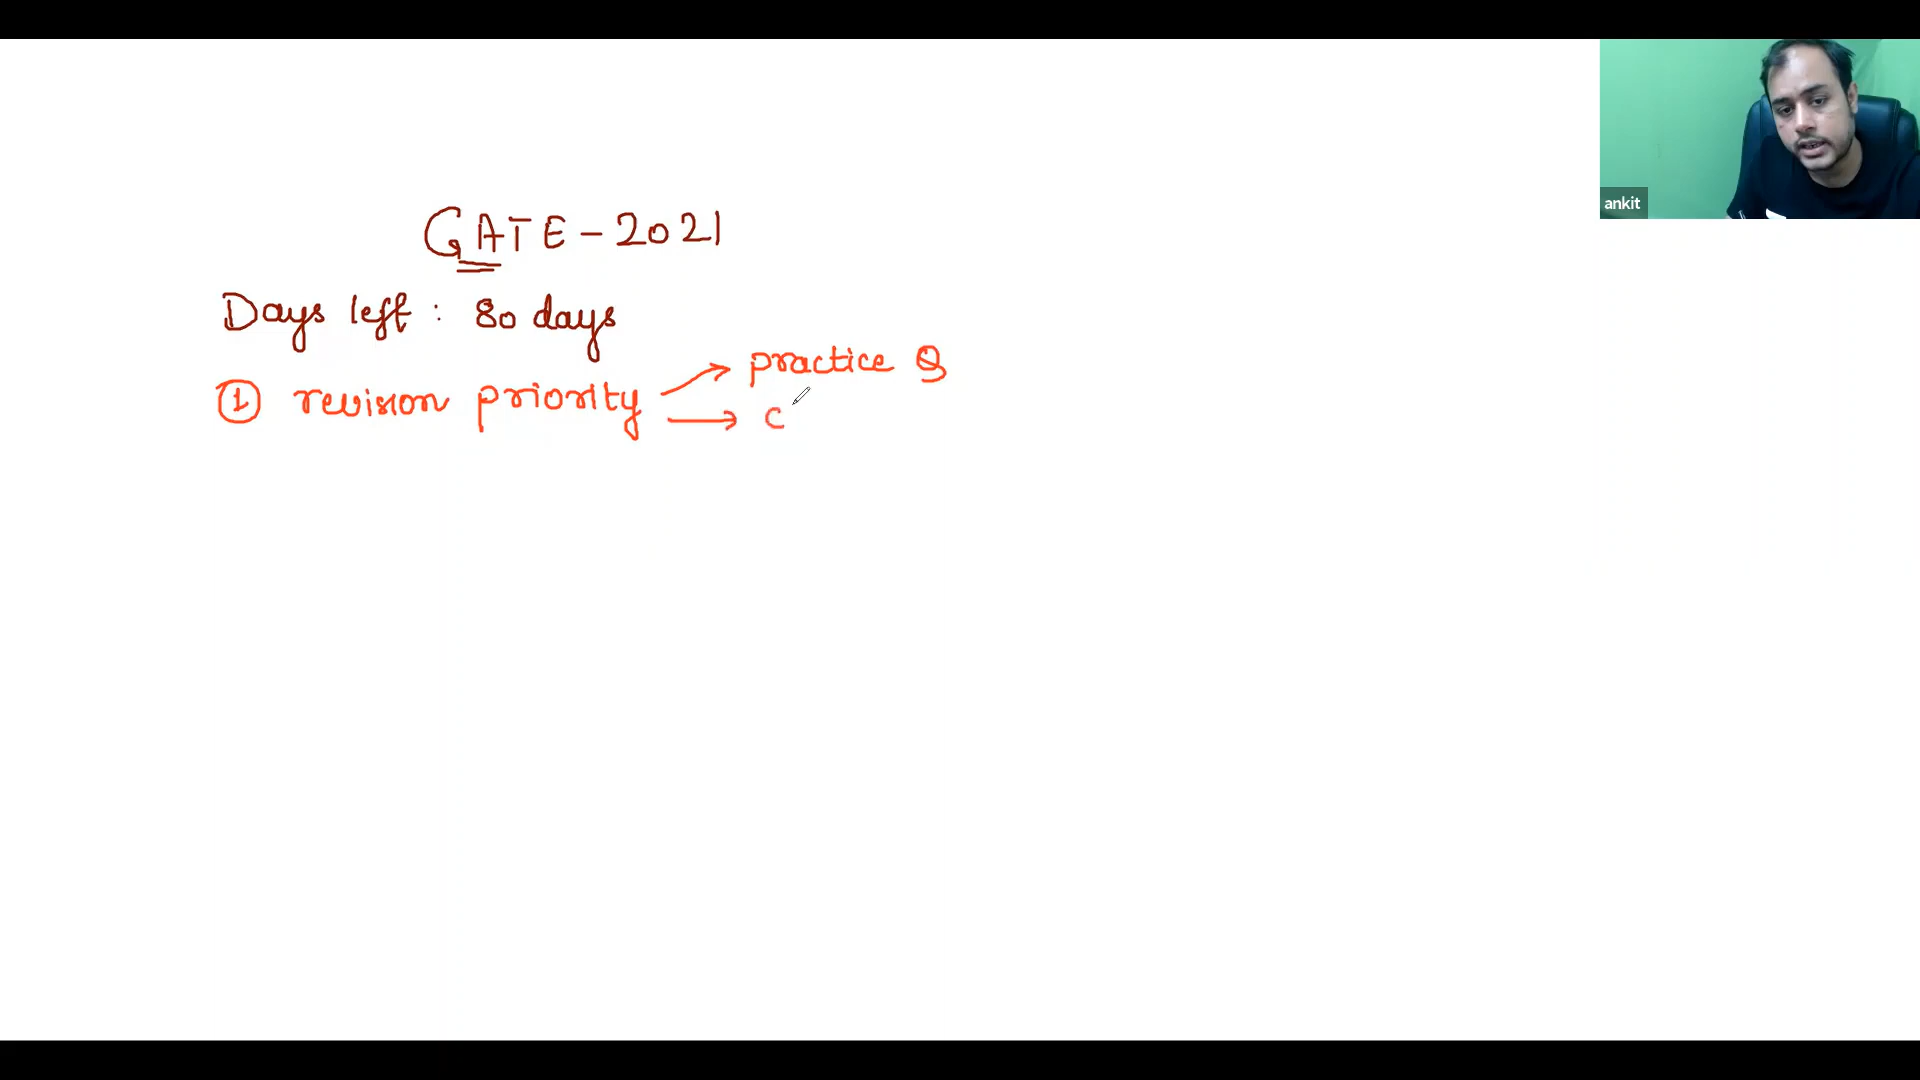 ankit
GATE - 2021
Days left : 80 days
① revision priority → practice Q
→ C